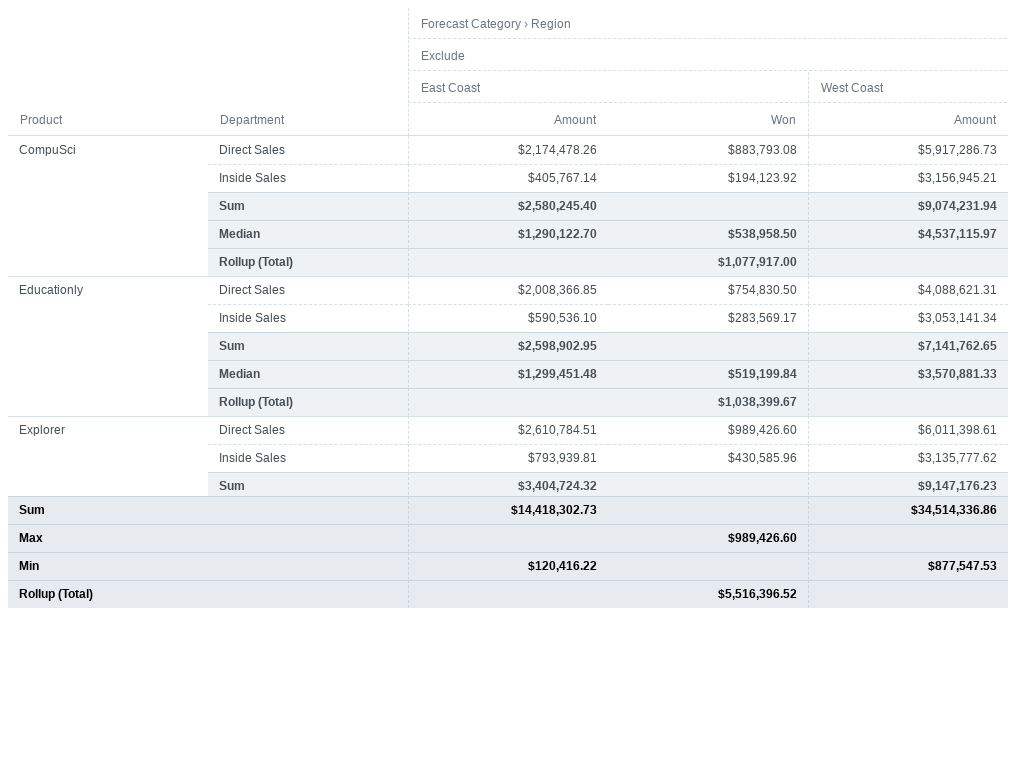 Forecast Category › Region
Exclude
East Coast West Coast
Product Department Amount Won Amount
CompuSci Direct Sales $2,174,478.26 $883,793.08 $5,917,286.73
Inside Sales $405,767.14 $194,123.92 $3,156,945.21
Sum $2,580,245.40 $9,074,231.94
Median $1,290,122.70 $538,958.50 $4,537,115.97
Rollup (Total) $1,077,917.00
Educationly Direct Sales $2,008,366.85 $754,830.50 $4,088,621.31
Inside Sales $590,536.10 $283,569.17 $3,053,141.34
Sum $2,598,902.95 $7,141,762.65
Median $1,299,451.48 $519,199.84 $3,570,881.33
Rollup (Total) $1,038,399.67
Explorer Direct Sales $2,610,784.51 $989,426.60 $6,011,398.61
Inside Sales $793,939.81 $430,585.96 $3,135,777.62
Sum $3,404,724.32 $9,147,176.23
Sum $14,418,302.73 $34,514,336.86
Max $989,426.60
Min $120,416.22 $877,547.53
Rollup (Total) $5,516,396.52